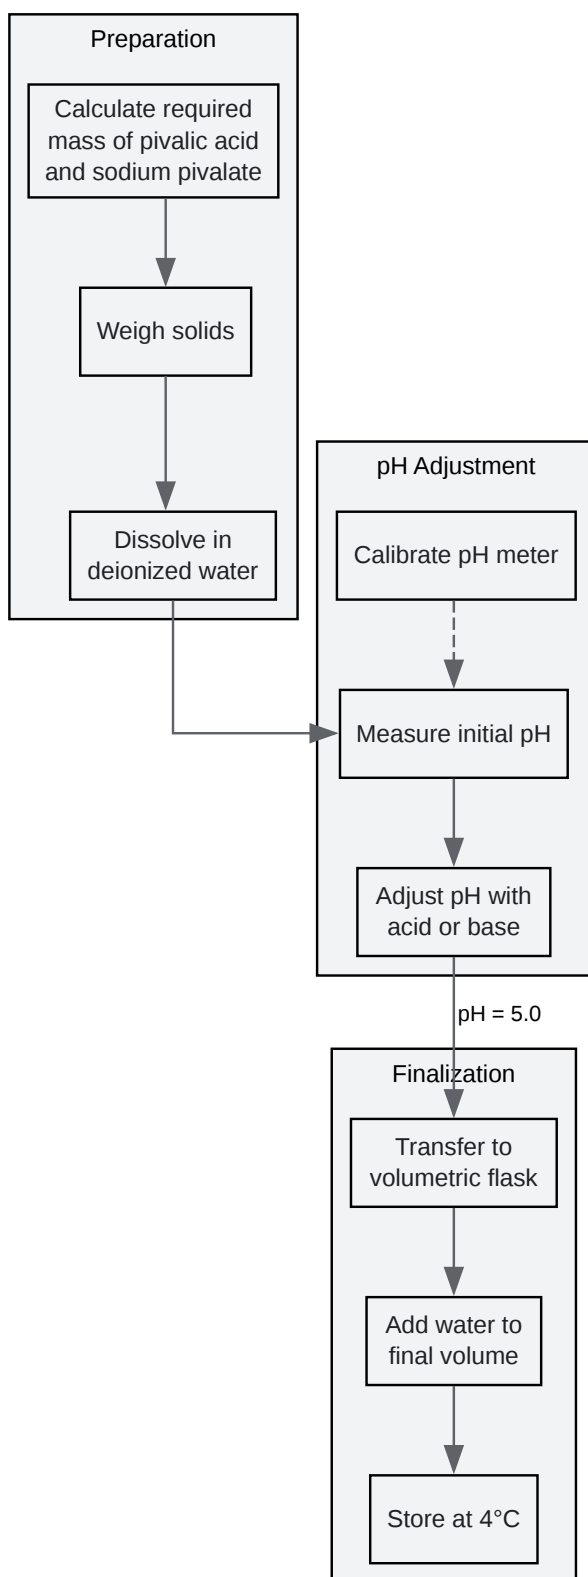 Preparation
Calculate required
mass of pivalic acid
and sodium pivalate
Weigh solids
Dissolve in
deionized water
pH Adjustment
Calibrate pH meter
Measure initial pH
Adjust pH with
acid or base
pH = 5.0
Finalization
Transfer to
volumetric flask
Add water to
final volume
Store at 4°C